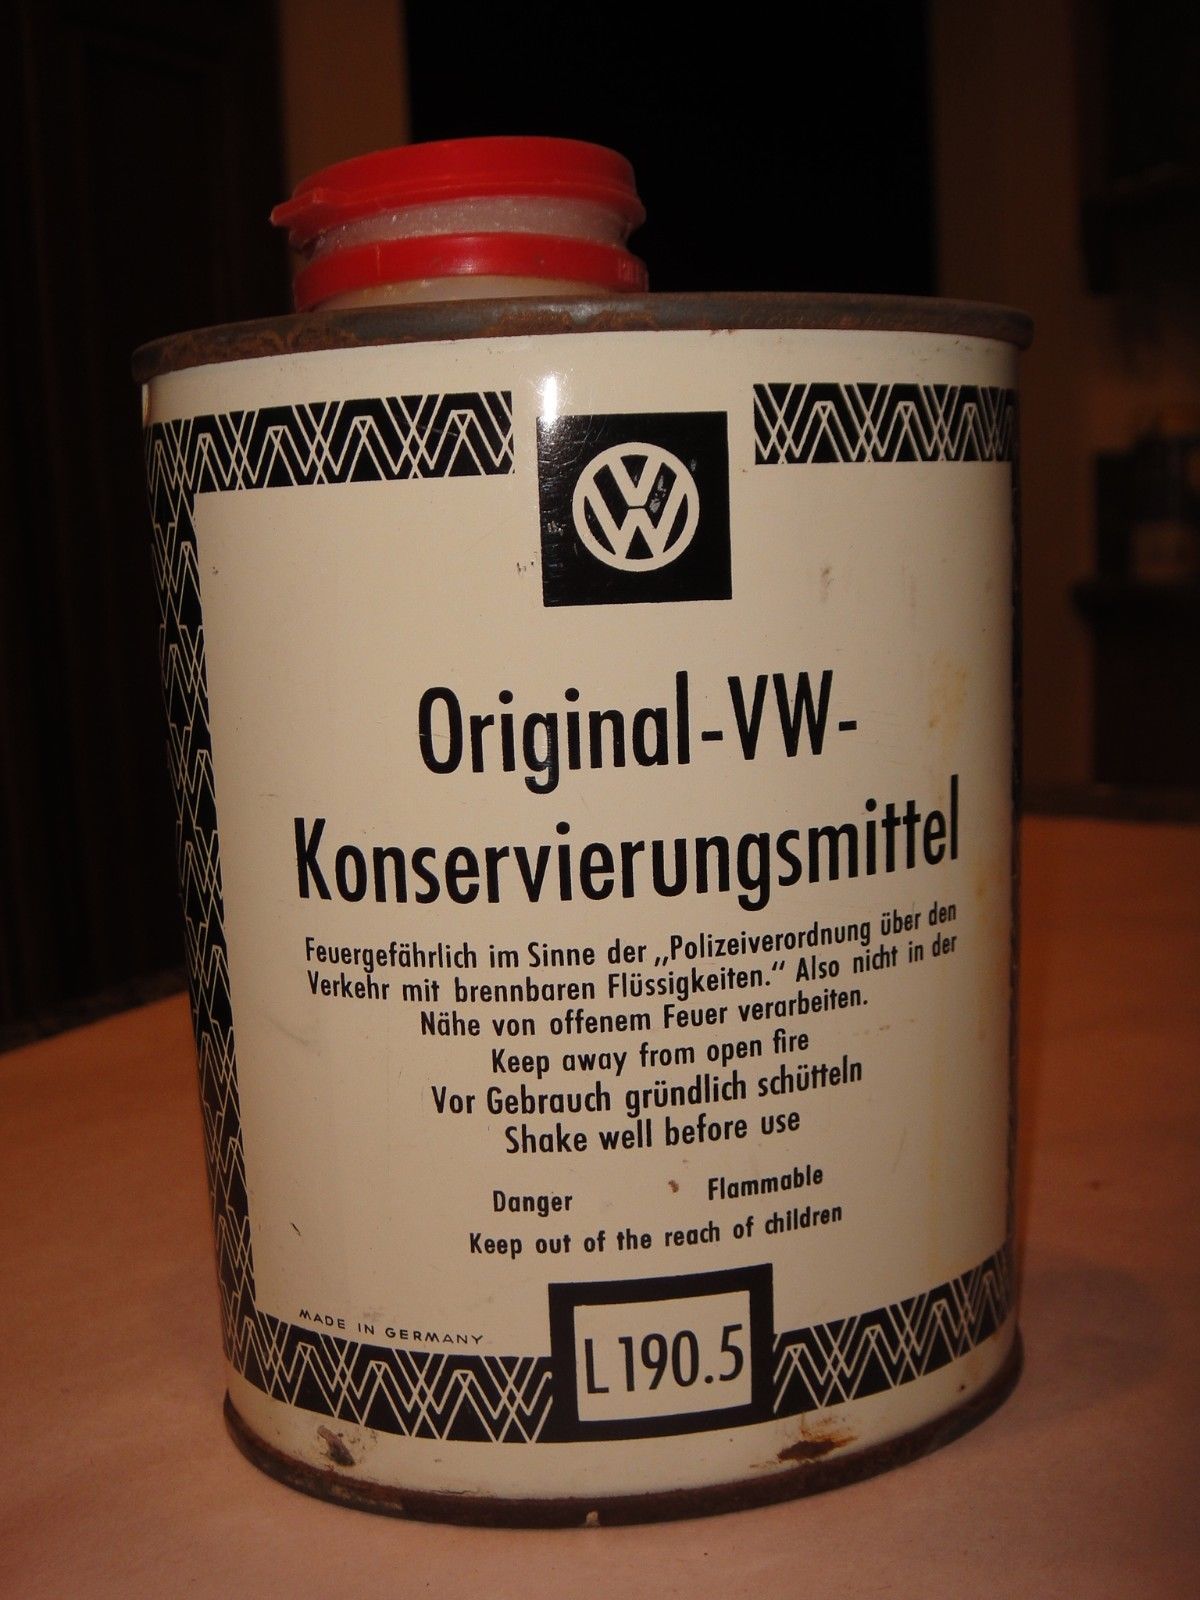 VW
Original-VW-
Konservierungsmittel
Feuergefährlich im Sinne der „Polizeiverordnung über den
Verkehr mit brennbaren Flüssigkeiten.“ Also nicht in der
Nähe von offenem Feuer verarbeiten.
Keep away from open fire
Vor Gebrauch gründlich schütteln
Shake well before use
Danger Flammable
Keep out of the reach of children
MADE IN GERMANY
L 190.5